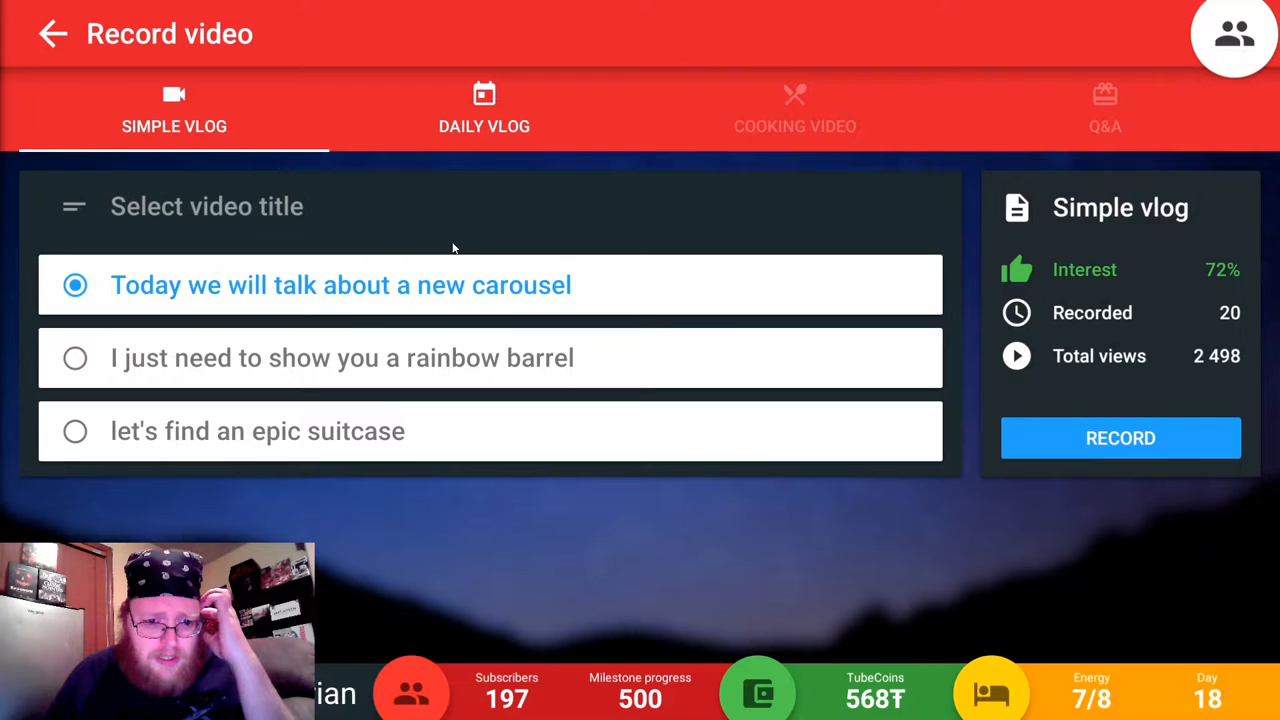 Record video
SIMPLE VLOG
DAILY VLOG
COOKING VIDEO
Q&A
Select video title
Today we will talk about a new carousel
I just need to show you a rainbow barrel
let's find an epic suitcase
Simple vlog
Interest 72%
Recorded 20
Total views 2 498
RECORD
ian
Subscribers
197
Milestone progress
500
TubeCoins
568Ŧ
Energy
7/8
Day
18